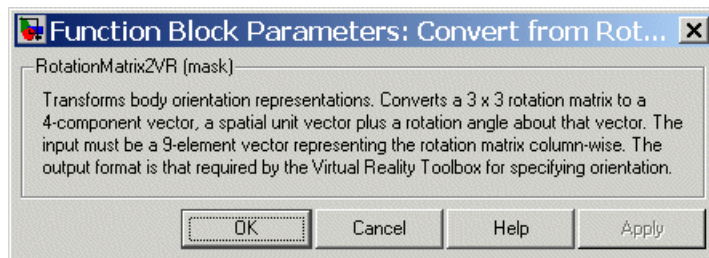 Function Block Parameters: Convert from Rot...
RotationMatrix2VR (mask)
Transforms body orientation representations. Converts a 3 x 3 rotation matrix to a
4-component vector, a spatial unit vector plus a rotation angle about that vector. The
input must be a 9-element vector representing the rotation matrix column-wise. The
output format is that required by the Virtual Reality Toolbox for specifying orientation.
OK Cancel Help Apply